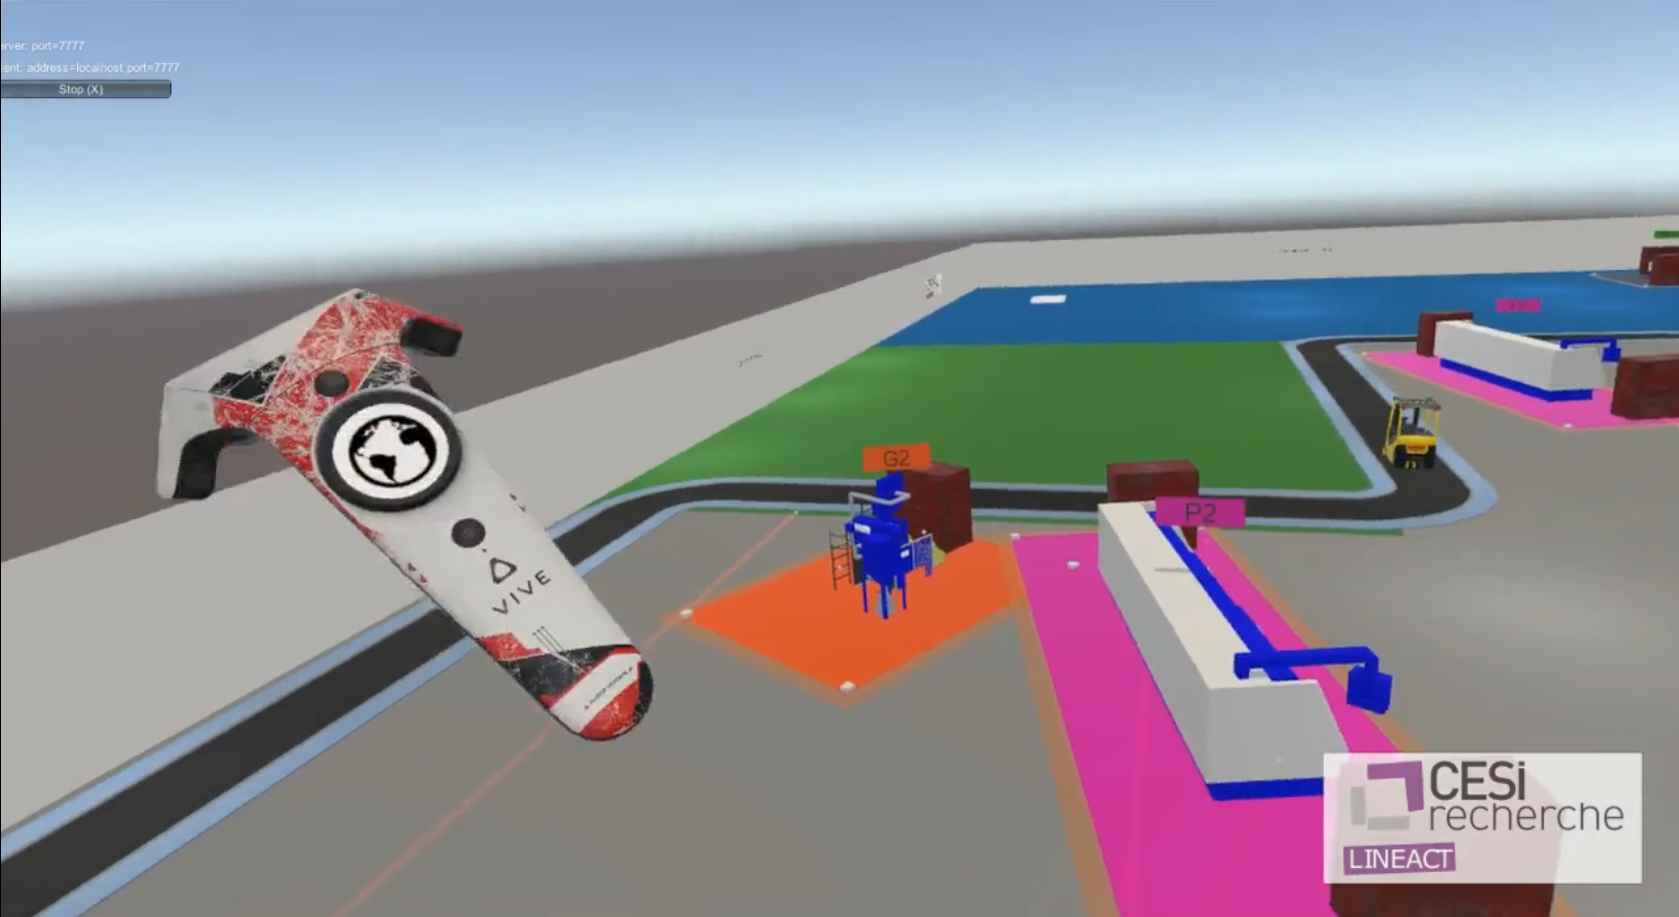 erver: port=7777
ent: address=localhost port=7777
Stop (X)
G2
P2
VIVE
CESi
recherche
LINEACT